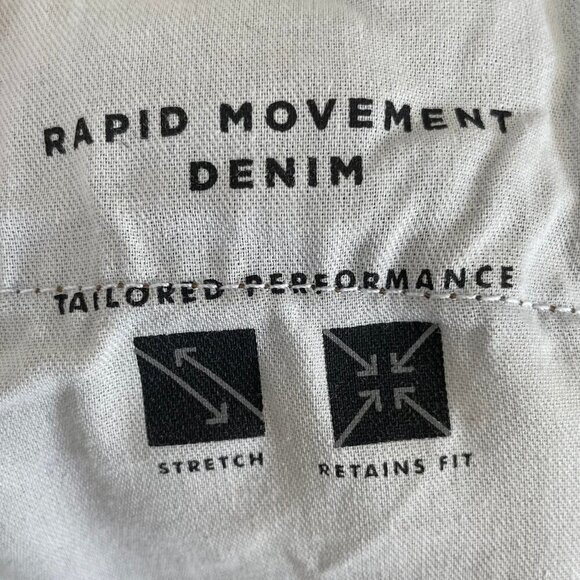 RAPID MOVEMENT
DENIM
TAILORED PERFORMANCE
STRETCH
RETAINS FIT